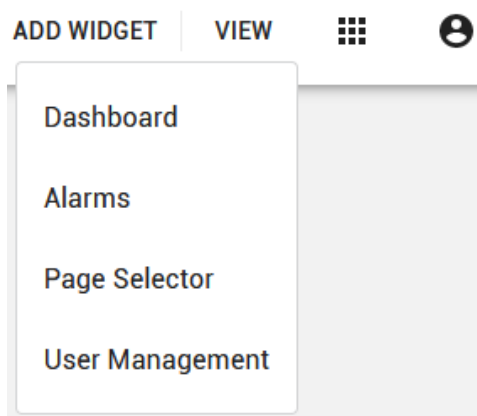 ADD WIDGET VIEW
Dashboard
Alarms
Page Selector
User Management